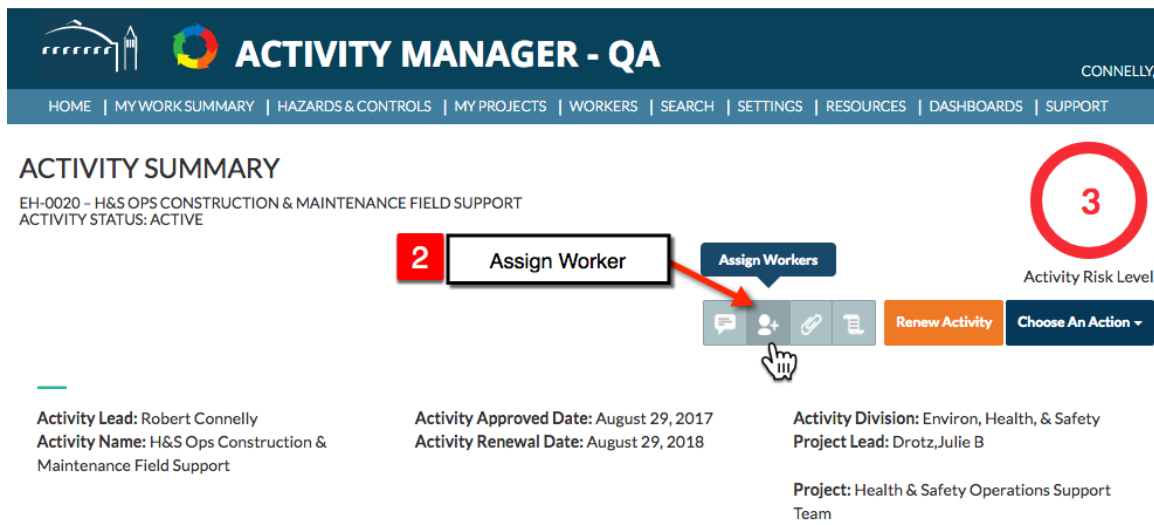 ACTIVITY MANAGER - QA
CONNELLY,
HOME | MY WORK SUMMARY | HAZARDS & CONTROLS | MY PROJECTS | WORKERS | SEARCH | SETTINGS | RESOURCES | DASHBOARDS | SUPPORT
ACTIVITY SUMMARY
EH-0020 – H&S OPS CONSTRUCTION & MAINTENANCE FIELD SUPPORT
ACTIVITY STATUS: ACTIVE
3
Activity Risk Level
2 Assign Worker
Assign Workers
Renew Activity
Choose An Action
Activity Lead: Robert Connelly
Activity Name: H&S Ops Construction &
Maintenance Field Support
Activity Approved Date: August 29, 2017
Activity Renewal Date: August 29, 2018
Activity Division: Environ, Health, & Safety
Project Lead: Drotz,Julie B
Project: Health & Safety Operations Support
Team